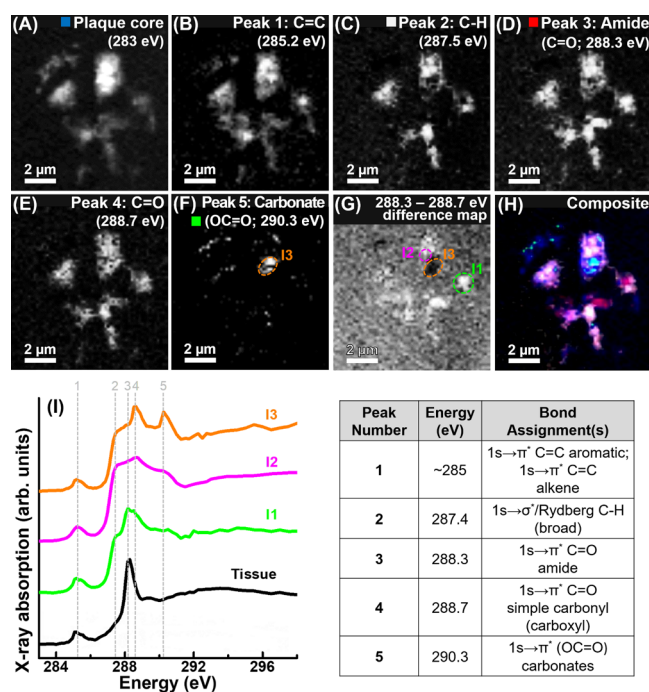 (A) Plaque core
(283 eV)
2 µm
(B) Peak 1: C=C
(285.2 eV)
2 µm
(C) Peak 2: C-H
(287.5 eV)
2 µm
(D) Peak 3: Amide
(C=O; 288.3 eV)
2 µm
(E) Peak 4: C=O
(288.7 eV)
2 µm
(F) Peak 5: Carbonate
(OC=O; 290.3 eV)
I3
2 µm
(G) 288.3 – 288.7 eV
difference map
I2 I3
I1
2 µm
(H) Composite
2 µm
(I)
1 2 3 4 5
I3
I2
I1
Tissue
X-ray absorption (arb. units)
284 288 292 296
Energy (eV)
Peak Number Energy (eV) Bond Assignment(s)
1 ~285 1s→π* C=C aromatic;
1s→π* C=C
alkene
2 287.4 1s→σ*/Rydberg C-H
(broad)
3 288.3 1s→π* C=O
amide
4 288.7 1s→π* C=O
simple carbonyl
(carboxyl)
5 290.3 1s→π* (OC=O)
carbonates